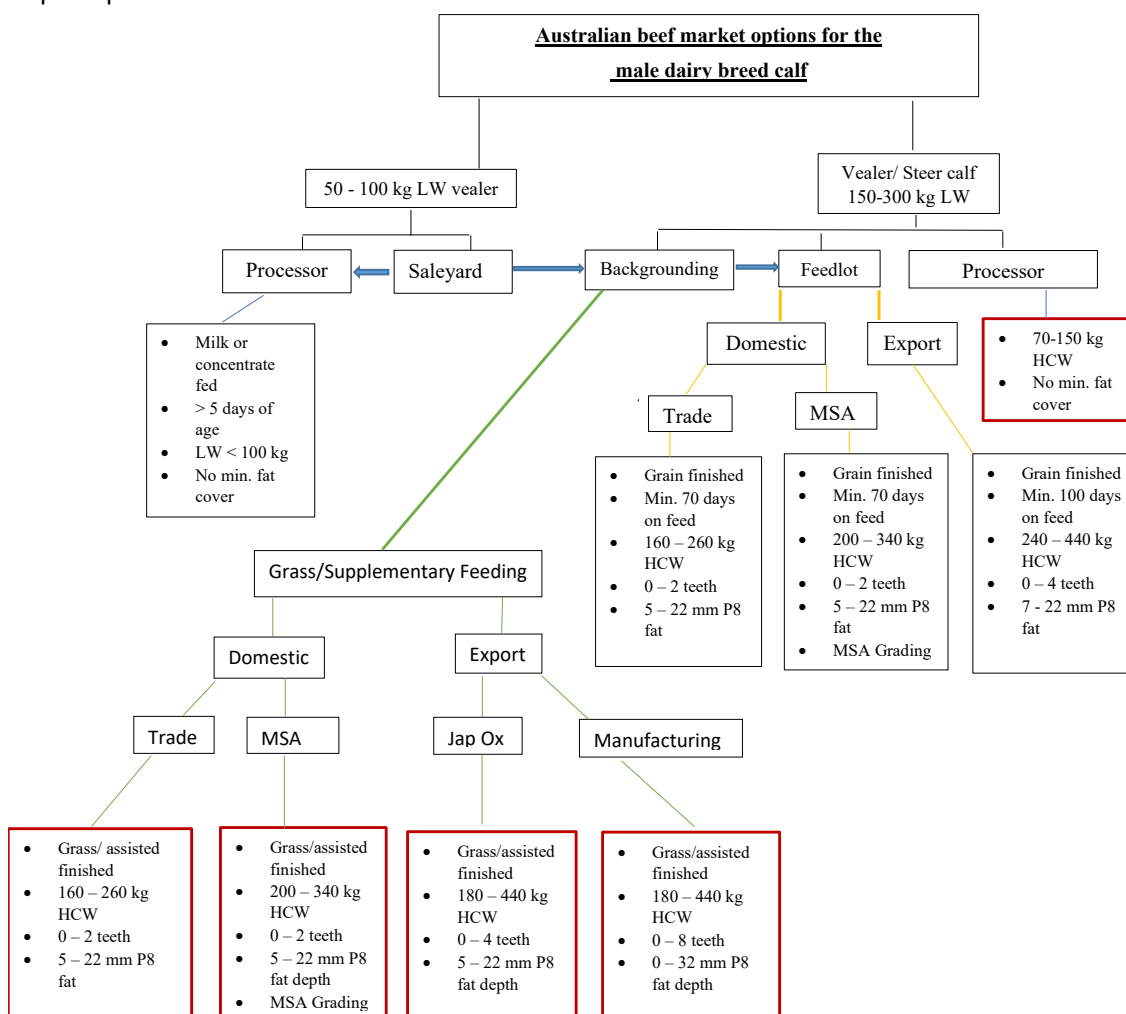 Australian beef market options for the
male dairy breed calf
50 - 100 kg LW vealer
Vealer/ Steer calf
150-300 kg LW
Processor
Saleyard
Backgrounding
Feedlot
Processor
• Milk or
concentrate
fed
• > 5 days of
age
• LW < 100 kg
• No min. fat
cover
Domestic
Export
• 70-150 kg
HCW
• No min. fat
cover
Trade
MSA
• Grain finished
• Min. 70 days
on feed
• 160 – 260 kg
HCW
• 0 – 2 teeth
• 5 – 22 mm P8
fat
• Grain finished
• Min. 70 days
on feed
• 200 – 340 kg
HCW
• 0 – 2 teeth
• 5 – 22 mm P8
fat
• MSA Grading
• Grain finished
• Min. 100 days
on feed
• 240 – 440 kg
HCW
• 0 – 4 teeth
• 7 - 22 mm P8
fat
Grass/Supplementary Feeding
Domestic
Export
Trade
MSA
Jap Ox
Manufacturing
• Grass/ assisted
finished
• 160 – 260 kg
HCW
• 0 – 2 teeth
• 5 – 22 mm P8
fat
• Grass/assisted
finished
• 200 – 340 kg
HCW
• 0 – 2 teeth
• 5 – 22 mm P8
fat depth
• MSA Grading
• Grass/assisted
finished
• 180 – 440 kg
HCW
• 0 – 4 teeth
• 5 – 22 mm P8
fat depth
• Grass/assisted
finished
• 180 – 440 kg
HCW
• 0 – 8 teeth
• 0 – 32 mm P8
fat depth